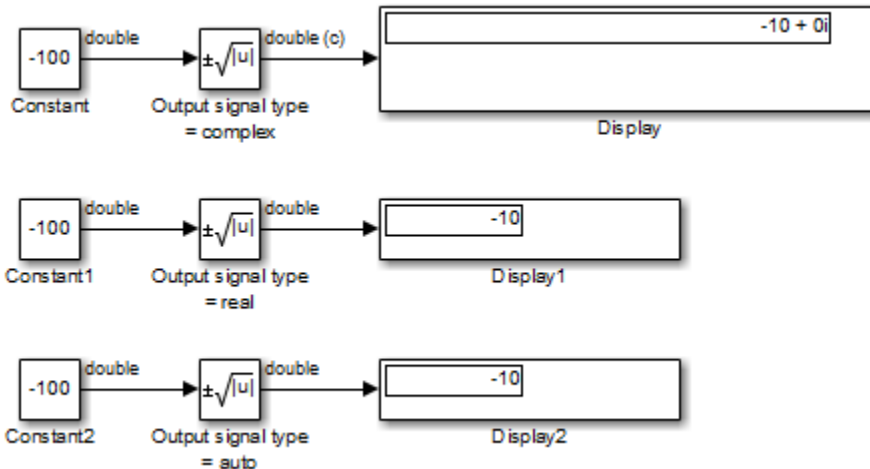 double double (c) -10 + 0i
-100 ±√|u|
Constant Output signal type
= complex Display
double double -10
-100 ±√|u|
Constant1 Output signal type Display1
= real
double double -10
-100 ±√|u|
Constant2 Output signal type Display2
= auto